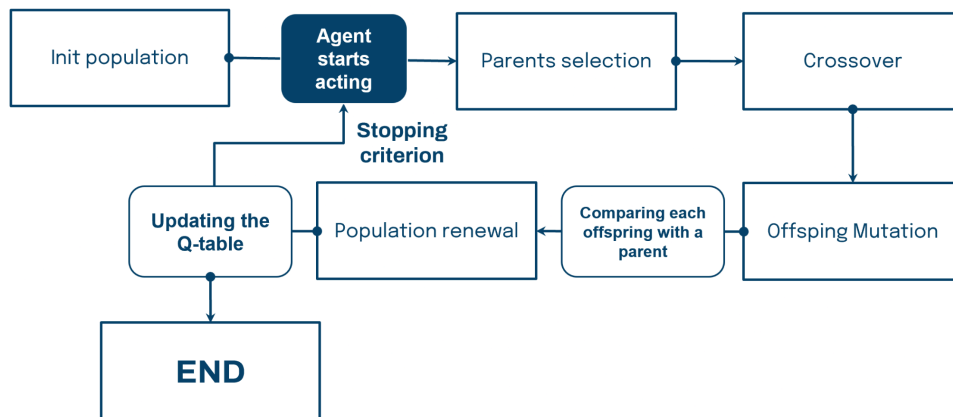 Init population
Agent
starts
acting
Parents selection
Crossover
Stopping
criterion
Updating the
Q-table
Population renewal
Comparing each
offspring with a
parent
Offsping Mutation
END